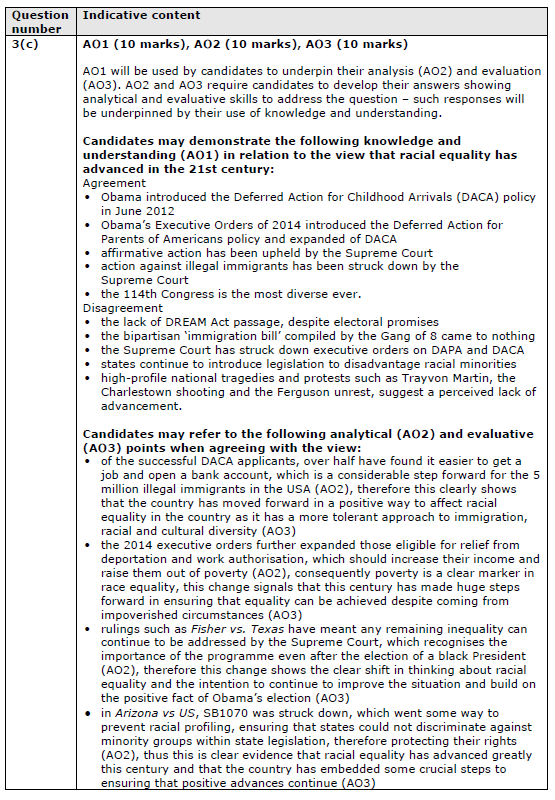 Question number
Indicative content
3(c)
AO1 (10 marks), AO2 (10 marks), AO3 (10 marks)
AO1 will be used by candidates to underpin their analysis (AO2) and evaluation
(AO3). AO2 and AO3 require candidates to develop their answers showing
analytical and evaluative skills to address the question – such responses will
be underpinned by their use of knowledge and understanding.
Candidates may demonstrate the following knowledge and
understanding (AO1) in relation to the view that racial equality has
advanced in the 21st century:
Agreement
• Obama introduced the Deferred Action for Childhood Arrivals (DACA) policy
in June 2012
• Obama's Executive Orders of 2014 introduced the Deferred Action for
Parents of Americans policy and expanded of DACA
• affirmative action has been upheld by the Supreme Court
• action against illegal immigrants has been struck down by the
Supreme Court
• the 114th Congress is the most diverse ever.
Disagreement
• the lack of DREAM Act passage, despite electoral promises
• the bipartisan 'immigration bill' compiled by the Gang of 8 came to nothing
• the Supreme Court has struck down executive orders on DAPA and DACA
• states continue to introduce legislation to disadvantage racial minorities
• high-profile national tragedies and protests such as Trayvon Martin, the
Charlestown shooting and the Ferguson unrest, suggest a perceived lack of
advancement.
Candidates may refer to the following analytical (AO2) and evaluative
(AO3) points when agreeing with the view:
• of the successful DACA applicants, over half have found it easier to get a
job and open a bank account, which is a considerable step forward for the 5
million illegal immigrants in the USA (AO2), therefore this clearly shows
that the country has moved forward in a positive way to affect racial
equality in the country as it has a more tolerant approach to immigration,
racial and cultural diversity (AO3)
• the 2014 executive orders further expanded those eligible for relief from
deportation and work authorisation, which should increase their income and
raise them out of poverty (AO2), consequently poverty is a clear marker in
race equality, this change signals that this century has made huge steps
forward in ensuring that equality can be achieved despite coming from
impoverished circumstances (AO3)
• rulings such as Fisher vs. Texas have meant any remaining inequality can
continue to be addressed by the Supreme Court, which recognises the
importance of the programme even after the election of a black President
(AO2), therefore this change shows the clear shift in thinking about racial
equality and the intention to continue to improve the situation and build on
the positive fact of Obama's election (AO3)
• in Arizona vs US, SB1070 was struck down, which went some way to
prevent racial profiling, ensuring that states could not discriminate against
minority groups within state legislation, therefore protecting their rights
(AO2), thus this is clear evidence that racial equality has advanced greatly
this century and that the country has embedded some crucial steps to
ensuring that positive advances continue (AO3)